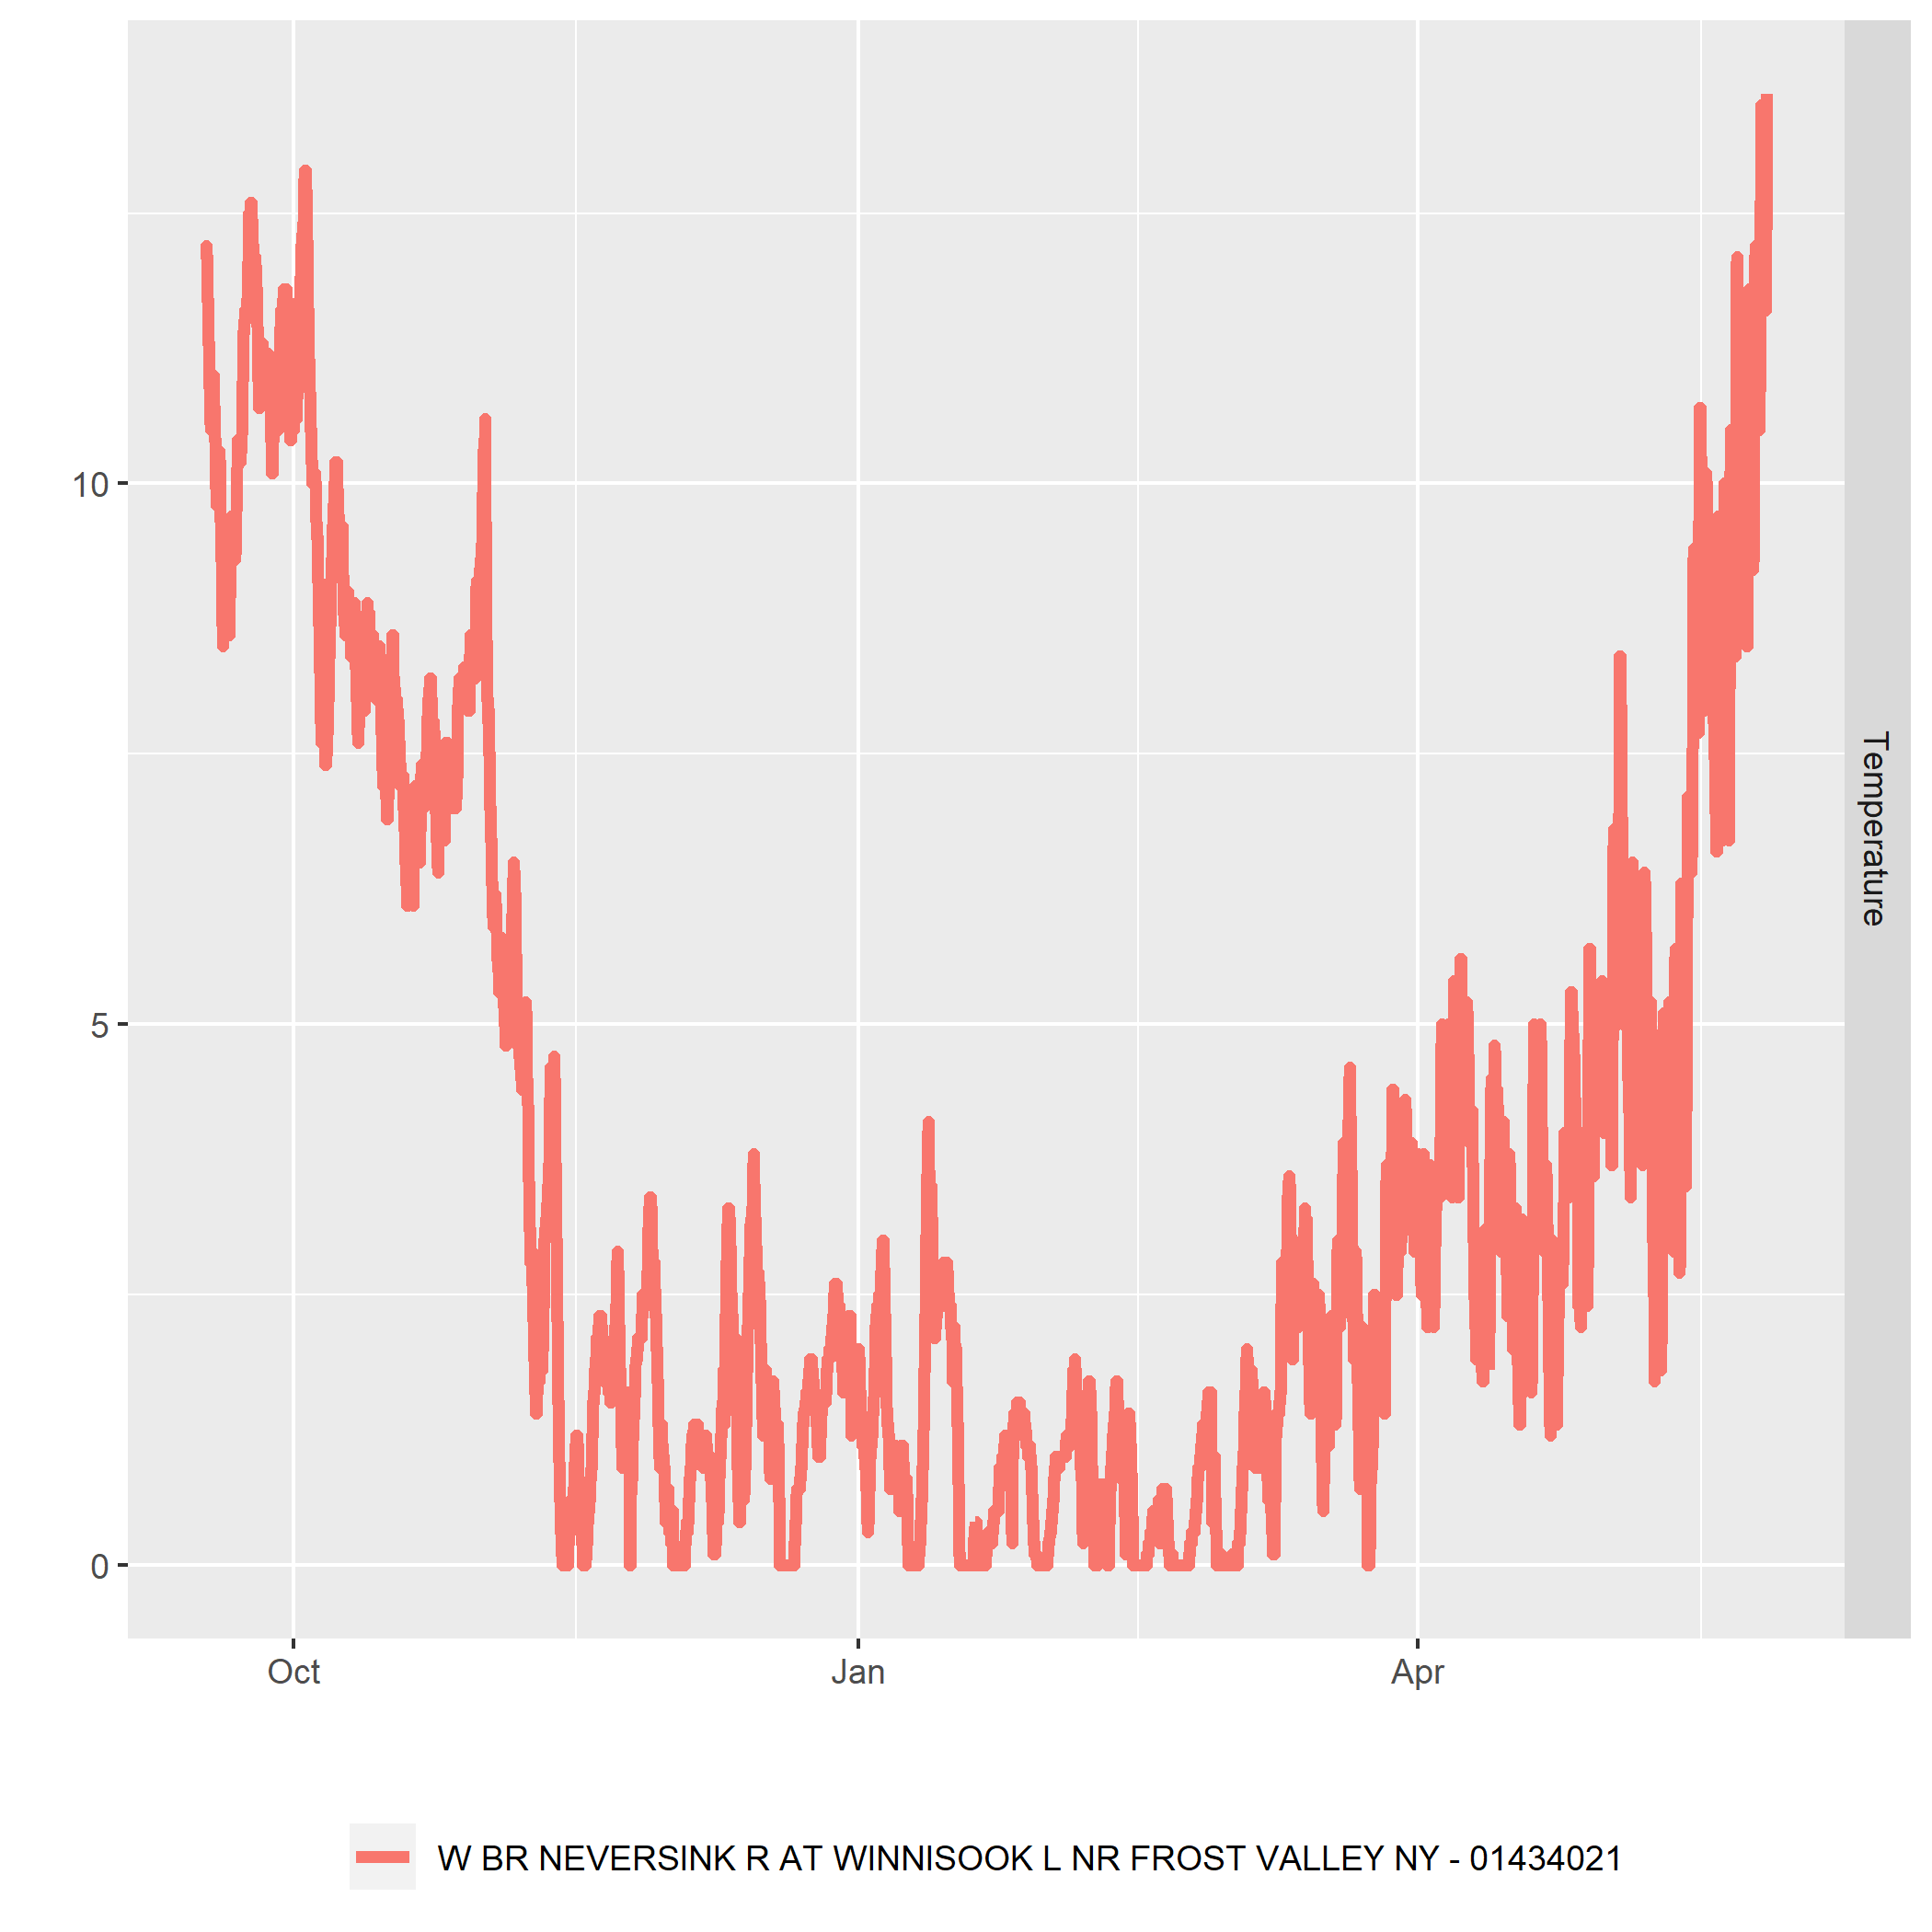 10
5
0
Temperature
Oct Jan Apr
W BR NEVERSINK R AT WINNISOOK L NR FROST VALLEY NY - 01434021